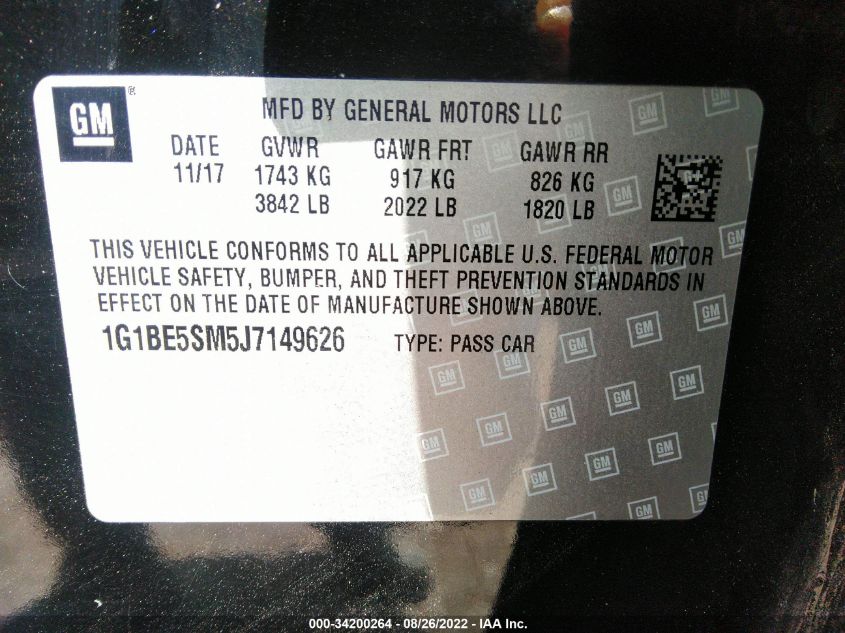 GM ®
MFD BY GENERAL MOTORS LLC
DATE GVWR GAWR FRT GAWR RR
11/17 1743 KG 917 KG 826 KG
3842 LB 2022 LB 1820 LB
THIS VEHICLE CONFORMS TO ALL APPLICABLE U.S. FEDERAL MOTOR
VEHICLE SAFETY, BUMPER, AND THEFT PREVENTION STANDARDS IN
EFFECT ON THE DATE OF MANUFACTURE SHOWN ABOVE.
1G1BE5SM5J7149626 TYPE: PASS CAR
000-34200264 - 08/26/2022 - IAA Inc.